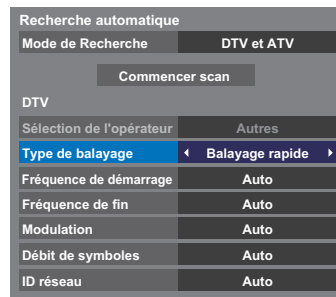 Recherche automatique
Mode de Recherche DTV et ATV
Commencer scan
DTV
Sélection de l'opérateur Autres
Type de balayage Balayage rapide
Fréquence de démarrage Auto
Fréquence de fin Auto
Modulation Auto
Débit de symboles Auto
ID réseau Auto